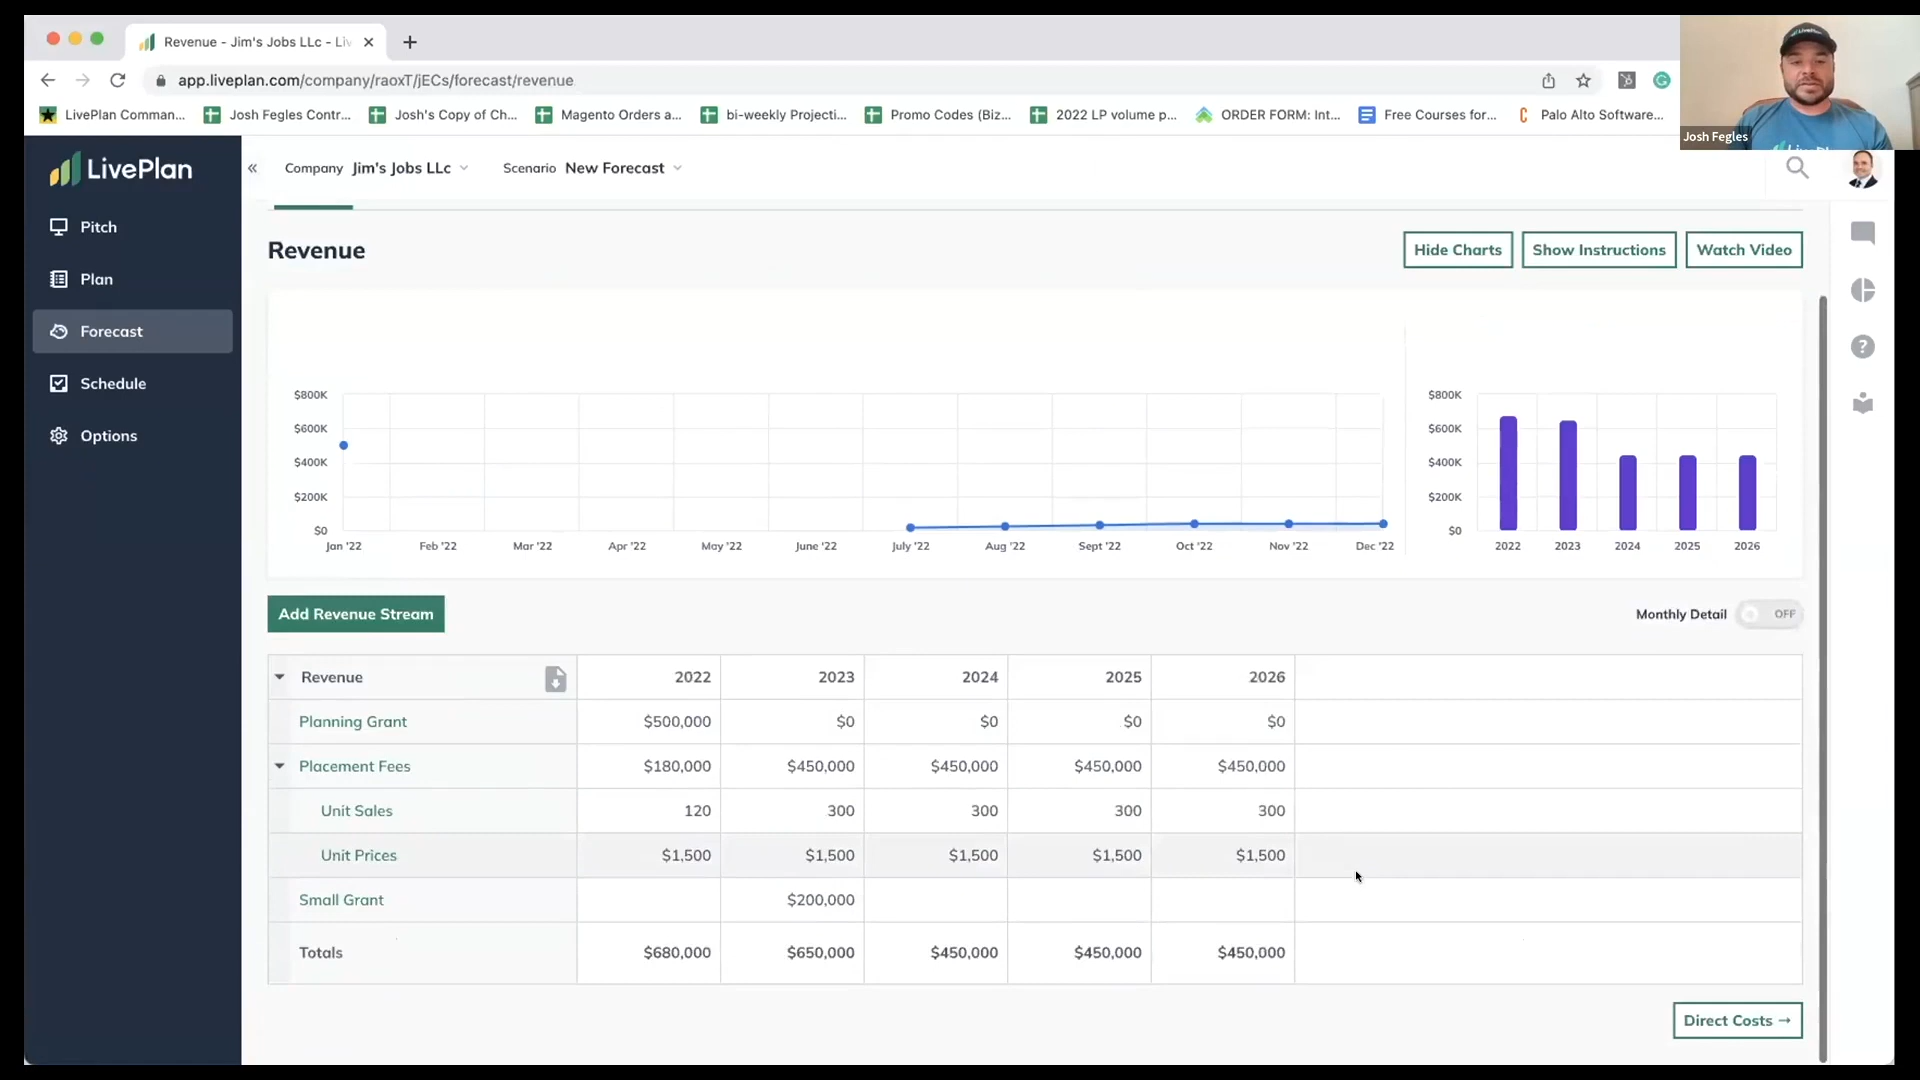 Revenue - Jim's Jobs LLc - Liv
app.liveplan.com/company/raoxT/jECs/forecast/revenue
LivePlan Comman...
Josh Fegles Contr...
Josh's Copy of Ch...
Magento Orders a...
bi-weekly Projecti...
Promo Codes (Biz...
2022 LP volume p...
ORDER FORM: Int...
Free Courses for...
Palo Alto Software...
Josh Fegles
LivePlan
Company Jim's Jobs LLc
Scenario New Forecast
Pitch
Plan
Forecast
Schedule
Options
Revenue
Hide Charts
Show Instructions
Watch Video
$800K
$600K
$400K
$200K
$0
Jan '22 Feb '22 Mar '22 Apr '22 May '22 June '22 July '22 Aug '22 Sept '22 Oct '22 Nov '22 Dec '22
$800K
$600K
$400K
$200K
$0
2022 2023 2024 2025 2026
Add Revenue Stream
Monthly Detail OFF
Revenue 2022 2023 2024 2025 2026
Planning Grant $500,000 $0 $0 $0 $0
Placement Fees $180,000 $450,000 $450,000 $450,000 $450,000
Unit Sales 120 300 300 300 300
Unit Prices $1,500 $1,500 $1,500 $1,500 $1,500
Small Grant $200,000
Totals $680,000 $650,000 $450,000 $450,000 $450,000
Direct Costs →